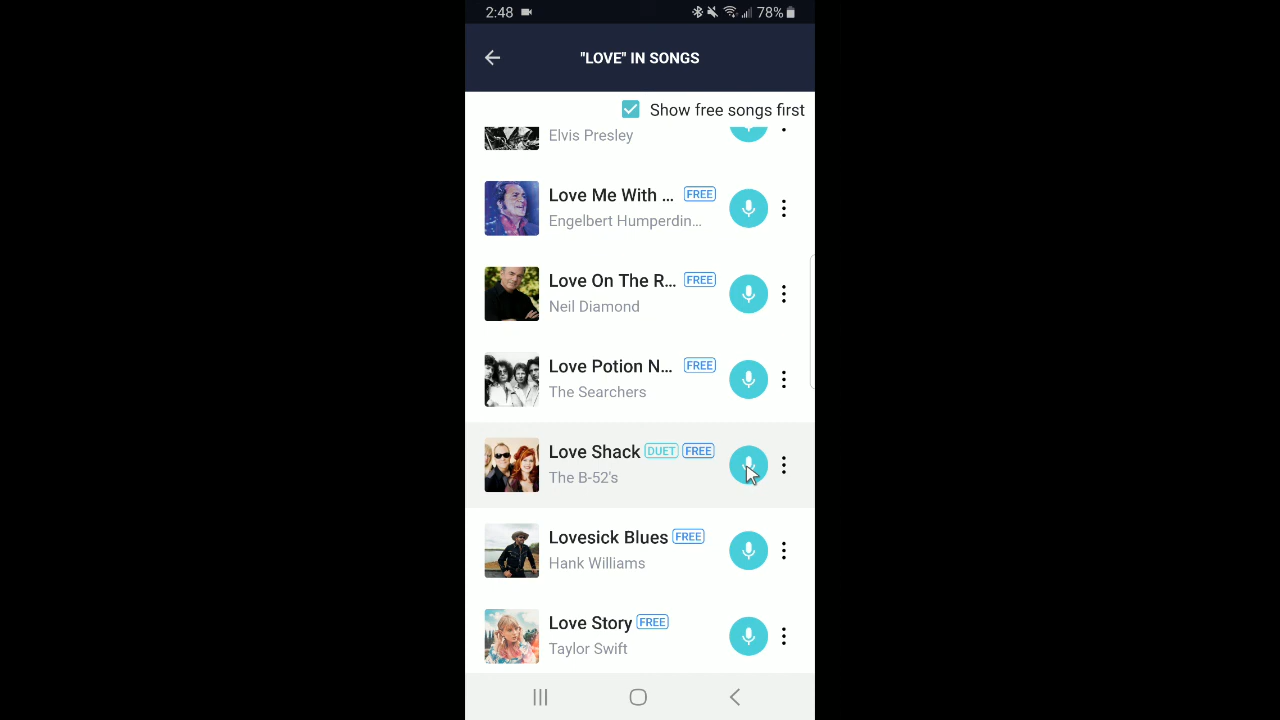 2:48 78%
"LOVE" IN SONGS
Show free songs first
Elvis Presley
Love Me With ... FREE
Engelbert Humperdin...
Love On The R... FREE
Neil Diamond
Love Potion N... FREE
The Searchers
Love Shack DUET FREE
The B-52's
Lovesick Blues FREE
Hank Williams
Love Story FREE
Taylor Swift